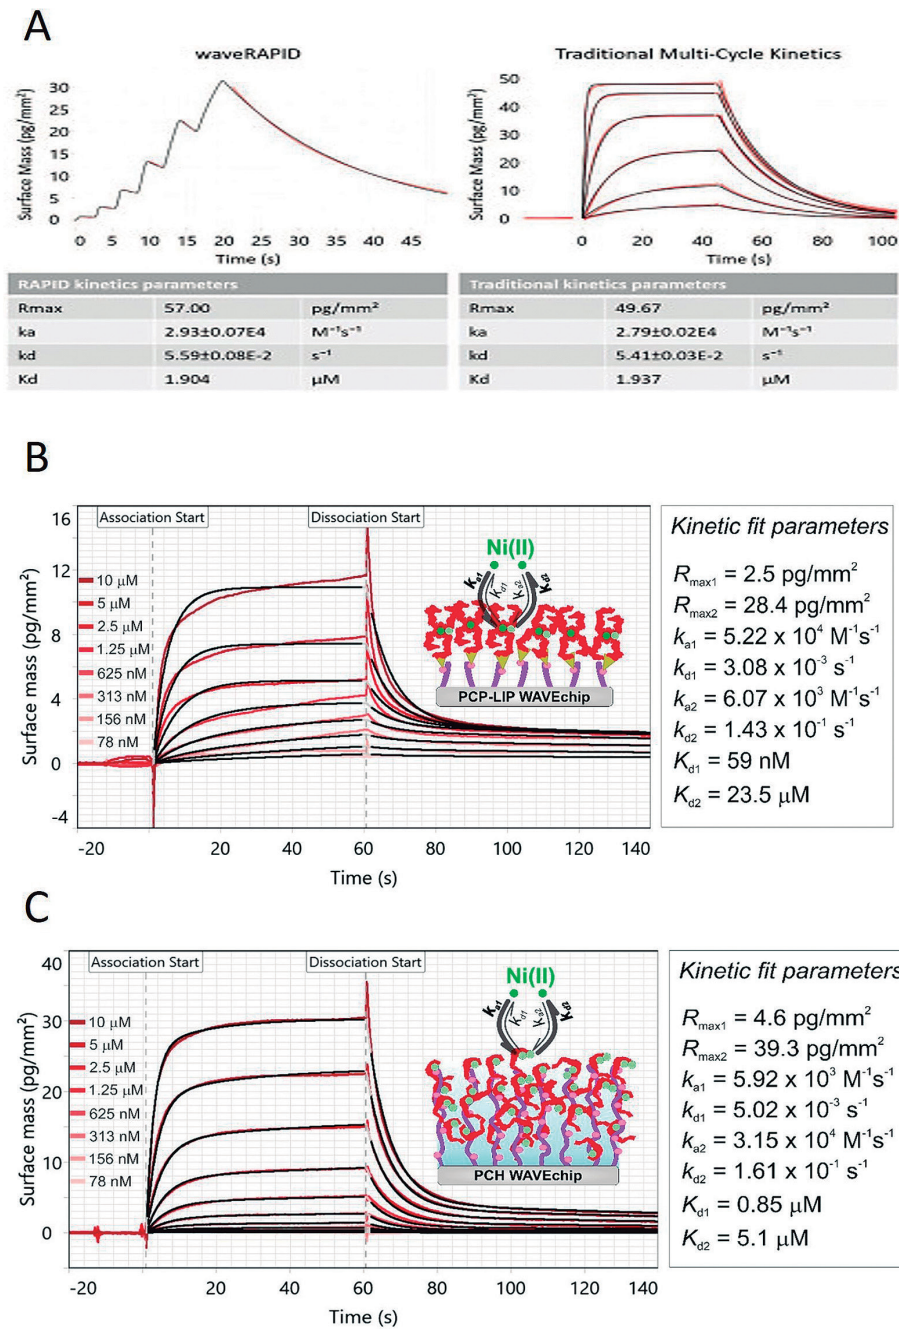 A
waveRAPID
Surface Mass (pg/mm²)
30
25
20
15
10
5
0
0 5 10 15 20 25 30 35 40 45
Time (s)
Traditional Multi-Cycle Kinetics
Surface Mass (pg/mm²)
50
40
30
20
10
0
0 20 40 60 80 100
Time (s)
RAPID kinetics parameters
Rmax 57.00 pg/mm²
ka 2.93±0.07E4 M⁻¹s⁻¹
kd 5.59±0.08E-2 s⁻¹
Kd 1.904 µM
Traditional kinetics parameters
Rmax 49.67 pg/mm²
ka 2.79±0.02E4 M⁻¹s⁻¹
kd 5.41±0.03E-2 s⁻¹
Kd 1.937 µM
B
Association Start
Dissociation Start
Surface mass (pg/mm²)
16
12
8
4
0
-4
10 µM
5 µM
2.5 µM
1.25 µM
625 nM
313 nM
156 nM
78 nM
Ni(II)
ka1
kd1
ka2
kd2
PCP-LIP WAVEchip
-20 0 20 40 60 80 100 120 140
Time (s)
Kinetic fit parameters
Rmax1 = 2.5 pg/mm²
Rmax2 = 28.4 pg/mm²
ka1 = 5.22 x 10⁴ M⁻¹s⁻¹
kd1 = 3.08 x 10⁻³ s⁻¹
ka2 = 6.07 x 10³ M⁻¹s⁻¹
kd2 = 1.43 x 10⁻¹ s⁻¹
Kd1 = 59 nM
Kd2 = 23.5 µM
C
Association Start
Dissociation Start
Surface mass (pg/mm²)
40
30
20
10
0
10 µM
5 µM
2.5 µM
1.25 µM
625 nM
313 nM
156 nM
78 nM
Ni(II)
ka1
kd1
ka2
kd2
PCH WAVEchip
-20 0 20 40 60 80 100 120 140
Time (s)
Kinetic fit parameters
Rmax1 = 4.6 pg/mm²
Rmax2 = 39.3 pg/mm²
ka1 = 5.92 x 10³ M⁻¹s⁻¹
kd1 = 5.02 x 10⁻³ s⁻¹
ka2 = 3.15 x 10⁴ M⁻¹s⁻¹
kd2 = 1.61 x 10⁻¹ s⁻¹
Kd1 = 0.85 µM
Kd2 = 5.1 µM